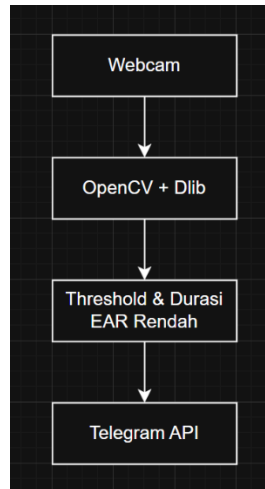 Webcam
OpenCV + Dlib
Threshold & Durasi
EAR Rendah
Telegram API